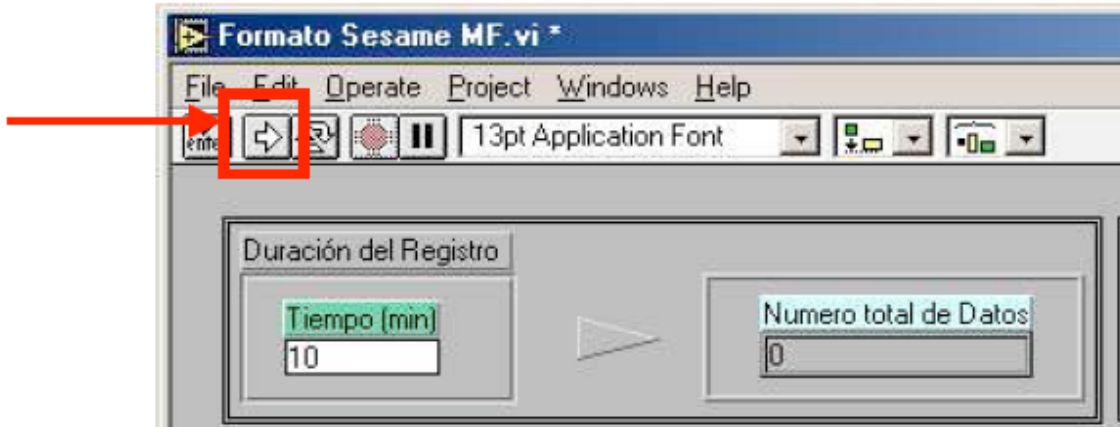 Formato Sesame MF.vi *
File Edit Operate Project Windows Help
13pt Application Font
Duración del Registro
Tiempo (min)
10
Numero total de Datos
0